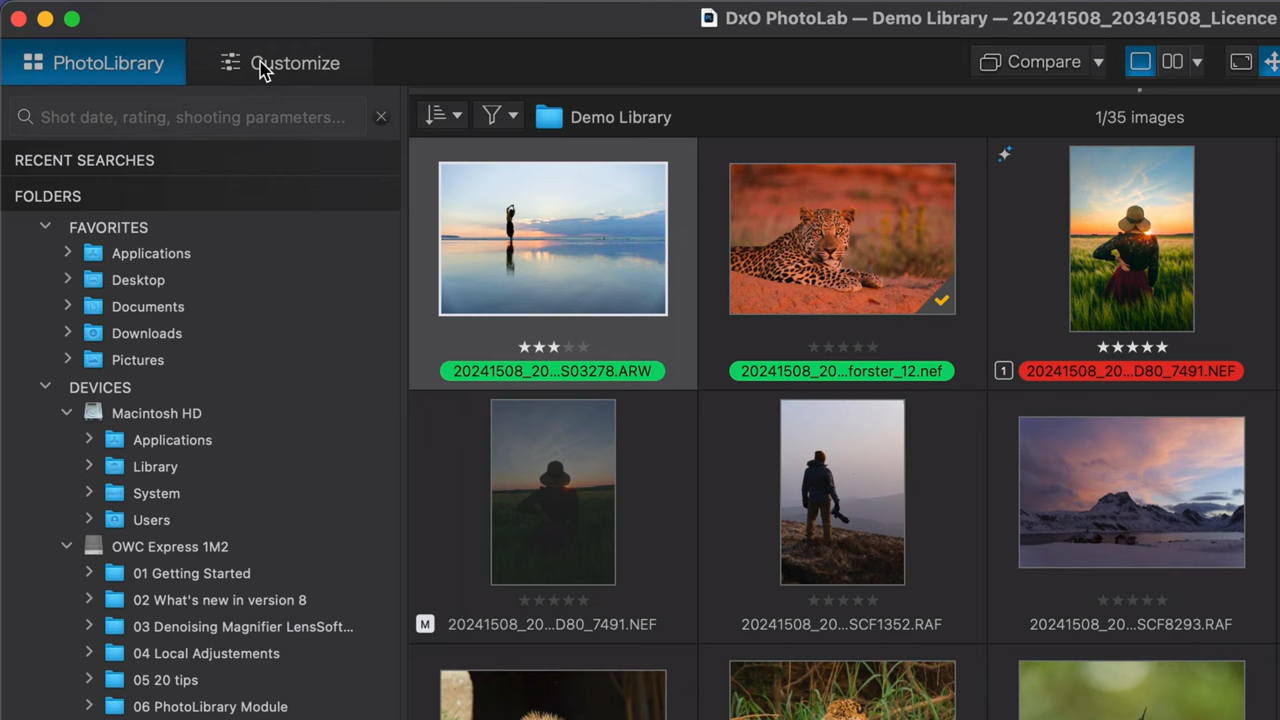 DxO PhotoLab — Demo Library — 20241508_20341508_Licence
PhotoLibrary
Customize
Compare
Shot date, rating, shooting parameters...
Demo Library
1/35 images
RECENT SEARCHES
FOLDERS
FAVORITES
Applications
Desktop
Documents
Downloads
Pictures
DEVICES
Macintosh HD
Applications
Library
System
Users
OWC Express 1M2
01 Getting Started
02 What's new in version 8
03 Denoising Magnifier LensSoft...
04 Local Adjustements
05 20 tips
06 PhotoLibrary Module
20241508_20...S03278.ARW
20241508_20...forster_12.nef
1
20241508_20...D80_7491.NEF
M
20241508_20...D80_7491.NEF
20241508_20...SCF1352.RAF
20241508_20...SCF8293.RAF